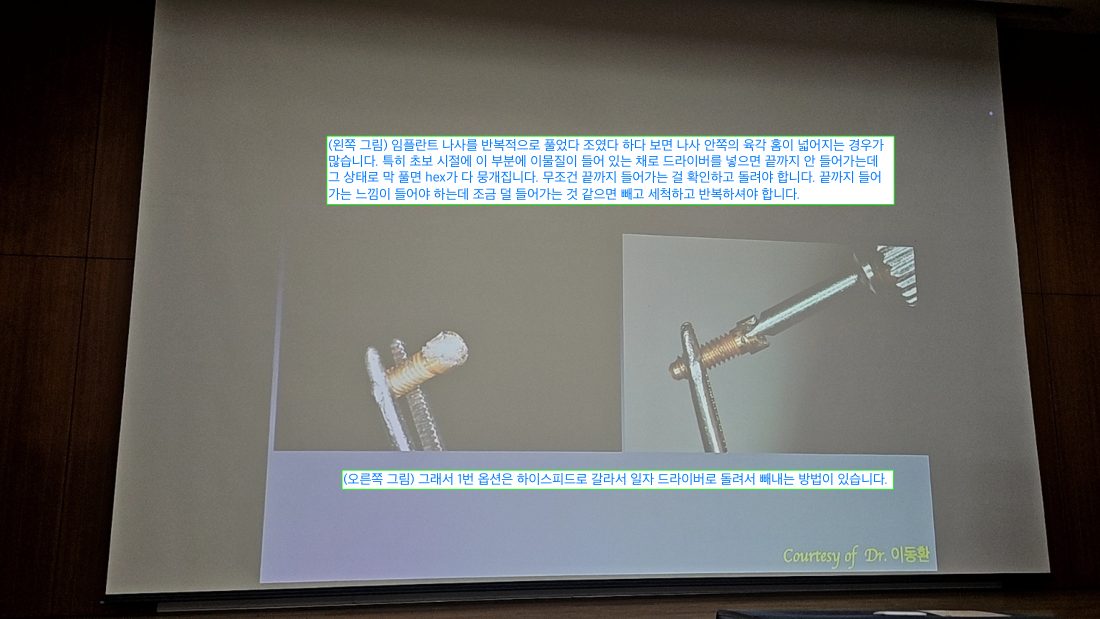 (왼쪽 그림) 임플란트 나사를 반복적으로 풀었다 조였다 하다 보면 나사 안쪽의 육각 홈이 넓어지는 경우가
많습니다. 특히 초보 시절에 이 부분에 이물질이 들어 있는 채로 드라이버를 넣으면 끝까지 안 들어가는데
그 상태로 막 풀면 hex가 다 뭉개집니다. 무조건 끝까지 들어가는 걸 확인하고 돌려야 합니다. 끝까지 들어
가는 느낌이 들어야 하는데 조금 덜 들어가는 것 같으면 빼고 세척하고 반복하셔야 합니다.
(오른쪽 그림) 그래서 1번 옵션은 하이스피드로 갈라서 일자 드라이버로 돌려서 빼내는 방법이 있습니다.
Courtesy of Dr. 이동환